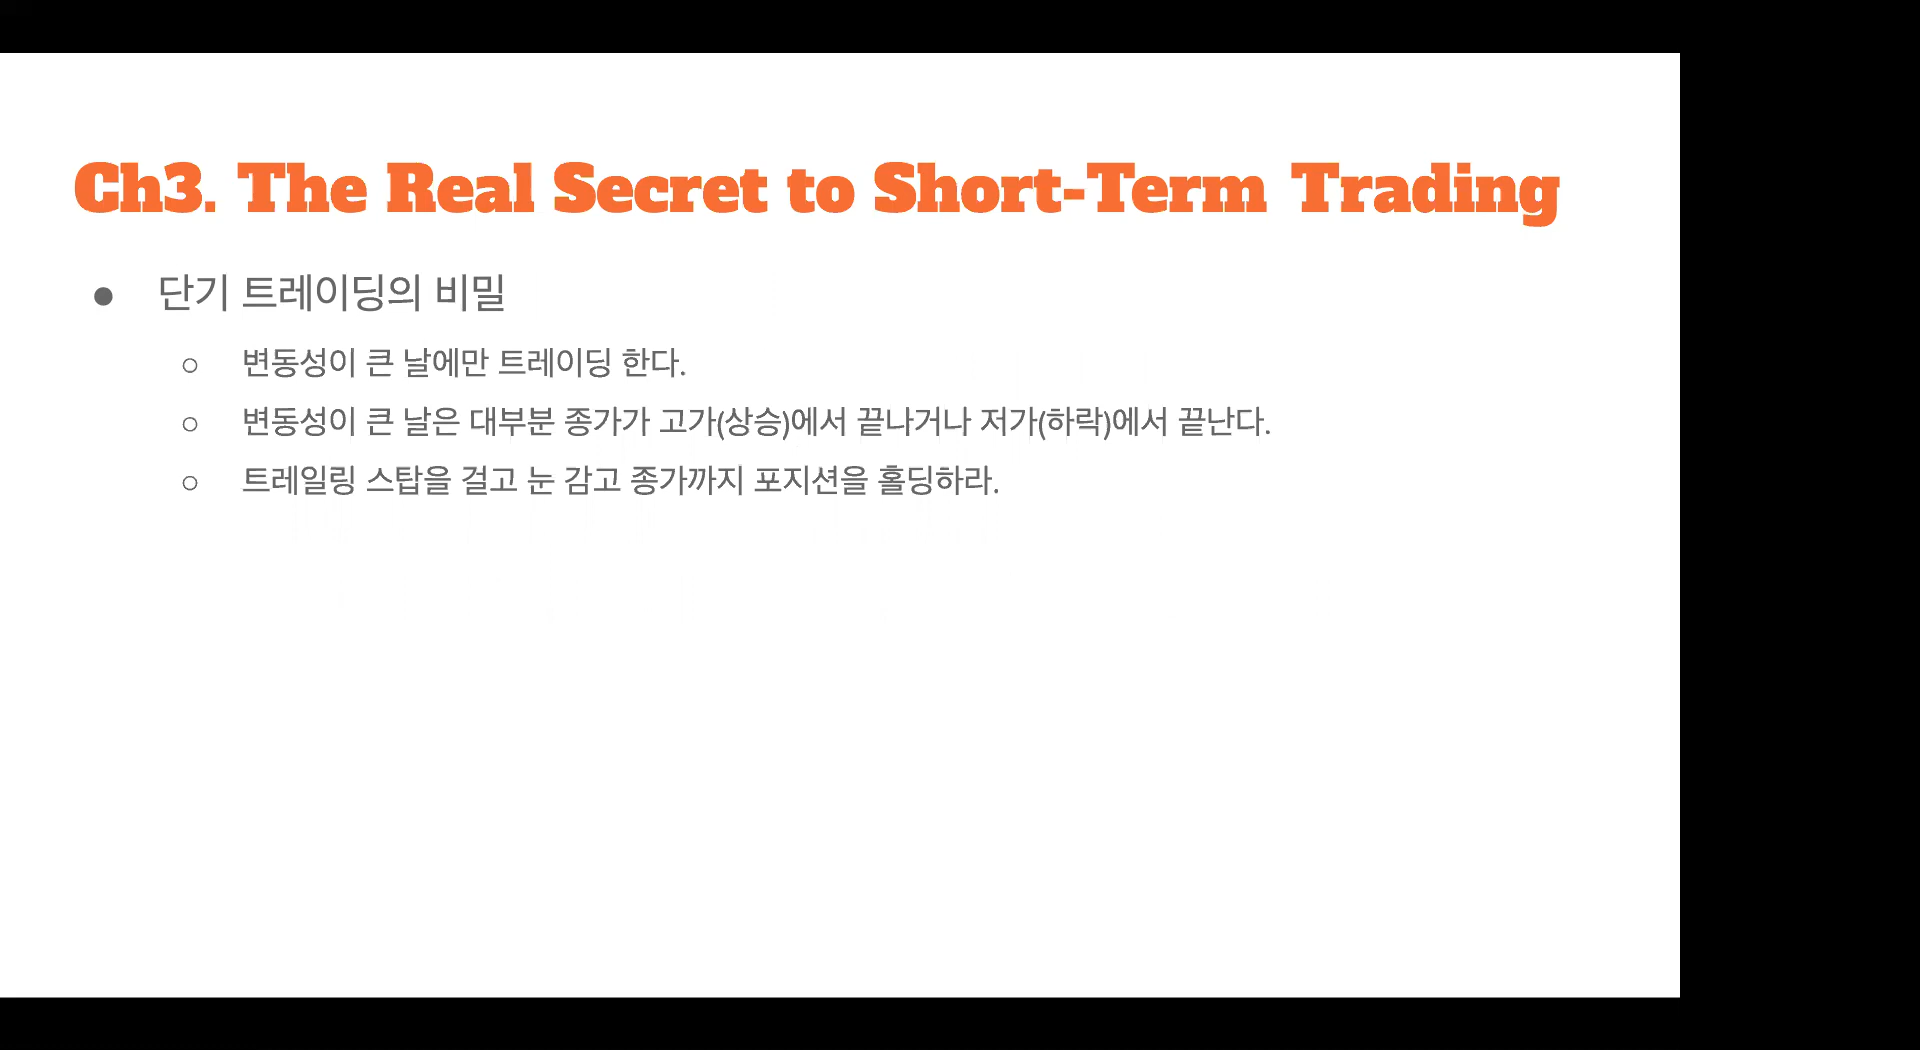 Ch3. The Real Secret to Short-Term Trading
● 단기 트레이딩의 비밀
○ 변동성이 큰 날에만 트레이딩 한다.
○ 변동성이 큰 날은 대부분 종가가 고가(상승)에서 끝나거나 저가(하락)에서 끝난다.
○ 트레일링 스탑을 걸고 눈 감고 종가까지 포지션을 홀딩하라.